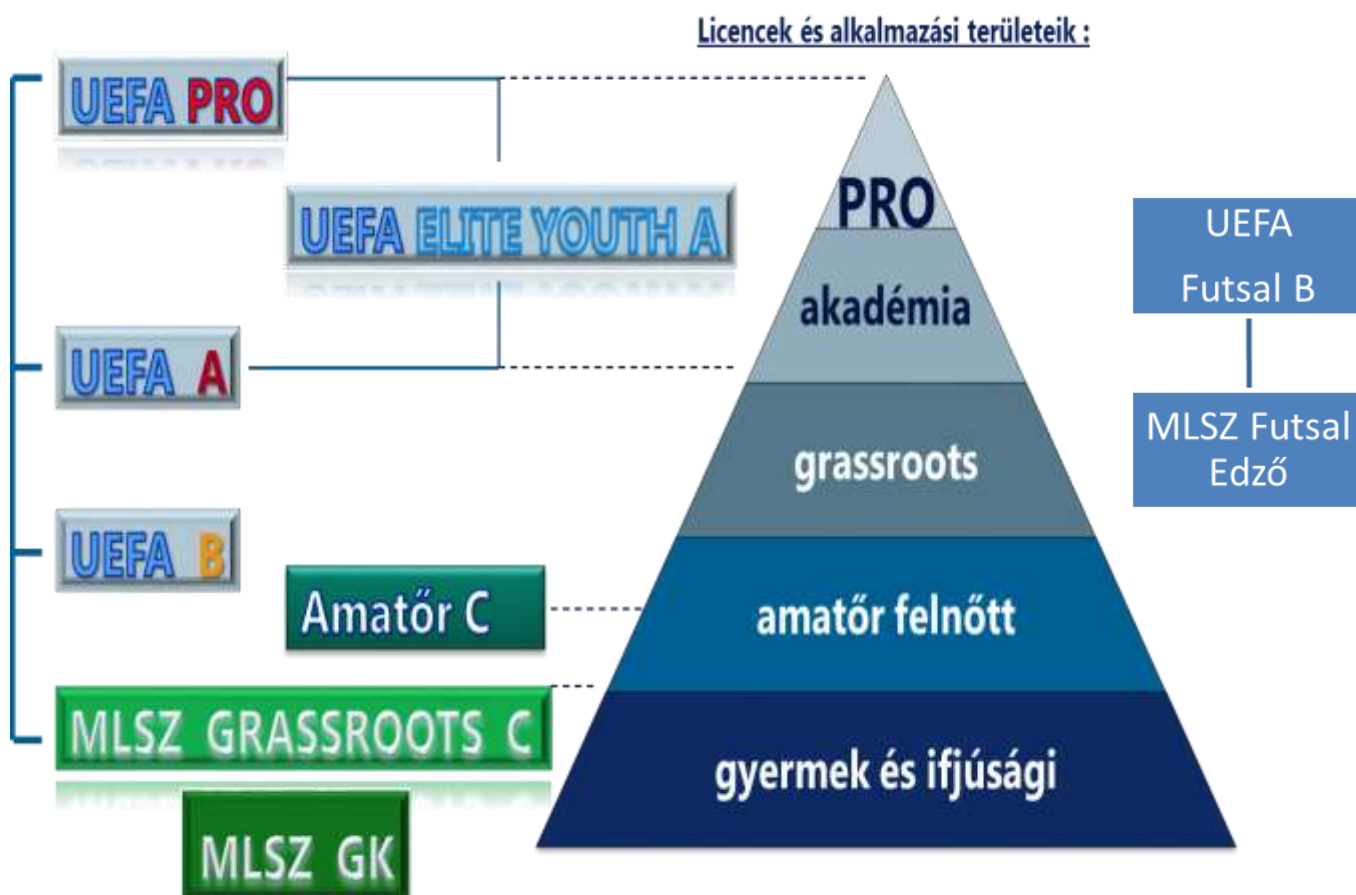 Licencek és alkalmazási területeik :
UEFA PRO
UEFA ELITE YOUTH A
UEFA A
UEFA B
Amatőr C
MLSZ GRASSROOTS C
MLSZ GK
PRO
akadémia
grassroots
amatőr felnőtt
gyermek és ifjúsági
UEFA
Futsal B
MLSZ Futsal
Edző